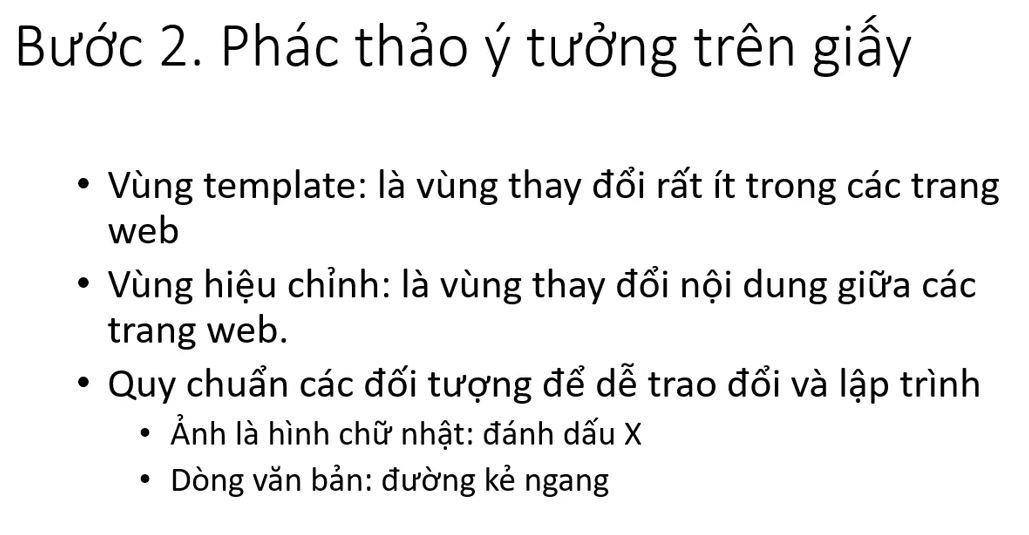 Bước 2. Phác thảo ý tưởng trên giấy
• Vùng template: là vùng thay đổi rất ít trong các trang
web
• Vùng hiệu chỉnh: là vùng thay đổi nội dung giữa các
trang web.
• Quy chuẩn các đối tượng để dễ trao đổi và lập trình
• Ảnh là hình chữ nhật: đánh dấu X
• Dòng văn bản: đường kẻ ngang